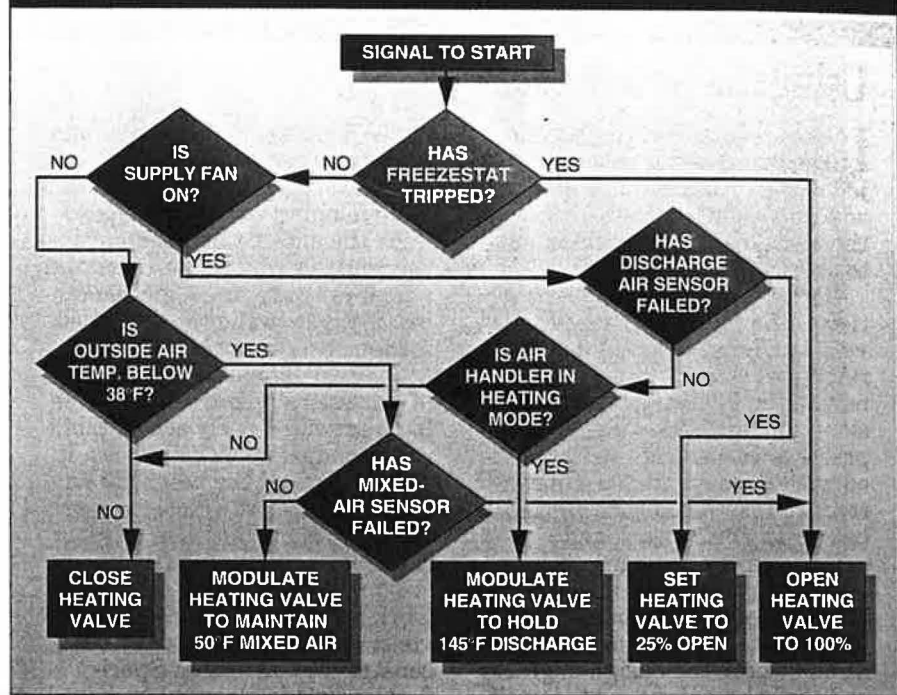 SIGNAL TO START
NO
IS
SUPPLY FAN
ON?
NO
HAS
FREEZESTAT
TRIPPED?
YES
YES
HAS
DISCHARGE
AIR SENSOR
FAILED?
IS
OUTSIDE AIR
TEMP. BELOW
38°F?
YES
IS AIR
HANDLER IN
HEATING
MODE?
NO
NO
YES
YES
NO
HAS
MIXED-
AIR SENSOR
FAILED?
YES
NO
CLOSE
HEATING
VALVE
MODULATE
HEATING VALVE
TO MAINTAIN
50°F MIXED AIR
MODULATE
HEATING VALVE
TO HOLD
145°F DISCHARGE
SET
HEATING
VALVE TO
25% OPEN
OPEN
HEATING
VALVE
TO 100%